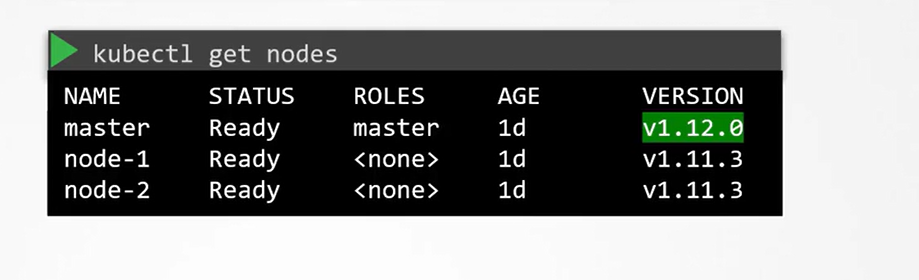 kubectl get nodes
NAME STATUS ROLES AGE VERSION
master Ready master 1d v1.12.0
node-1 Ready <none> 1d v1.11.3
node-2 Ready <none> 1d v1.11.3